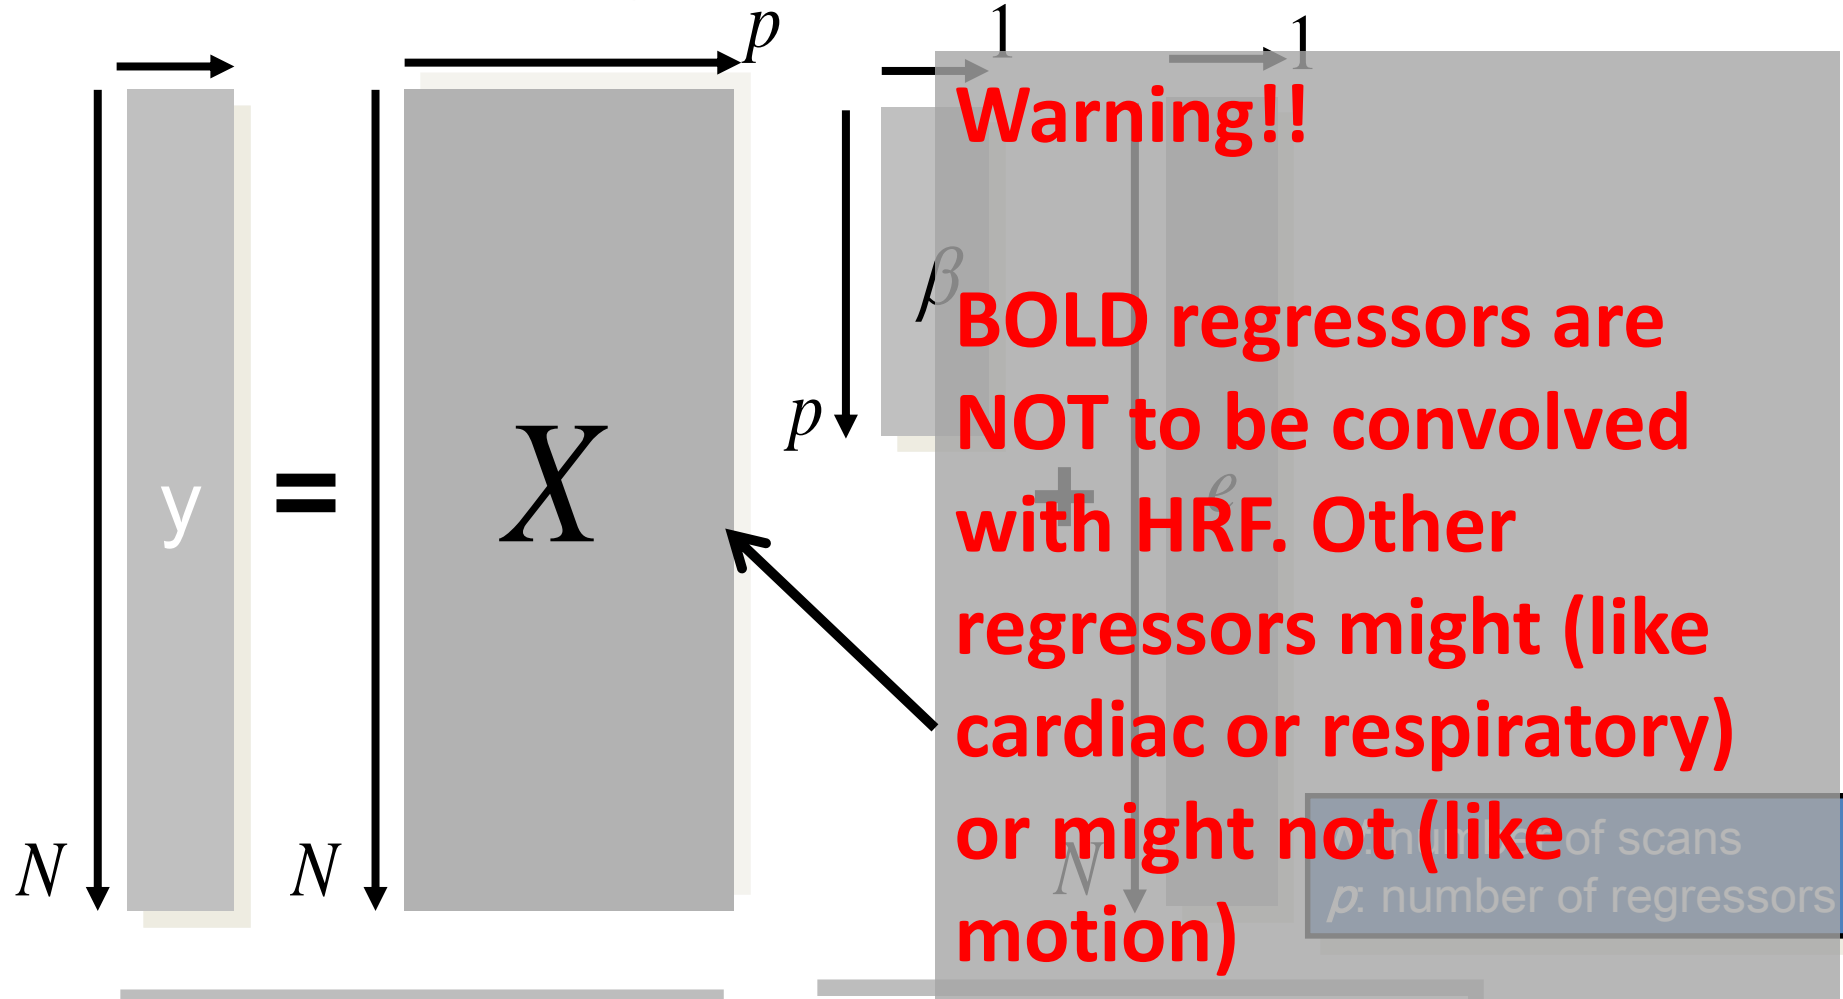 p
1
1
Warning!!
β
BOLD regressors are
NOT to be convolved
p
y
=
X
+
e
with HRF. Other
regressors might (like
cardiac or respiratory)
or might not (like
motion)
N
N
N
N: number of scans
p: number of regressors